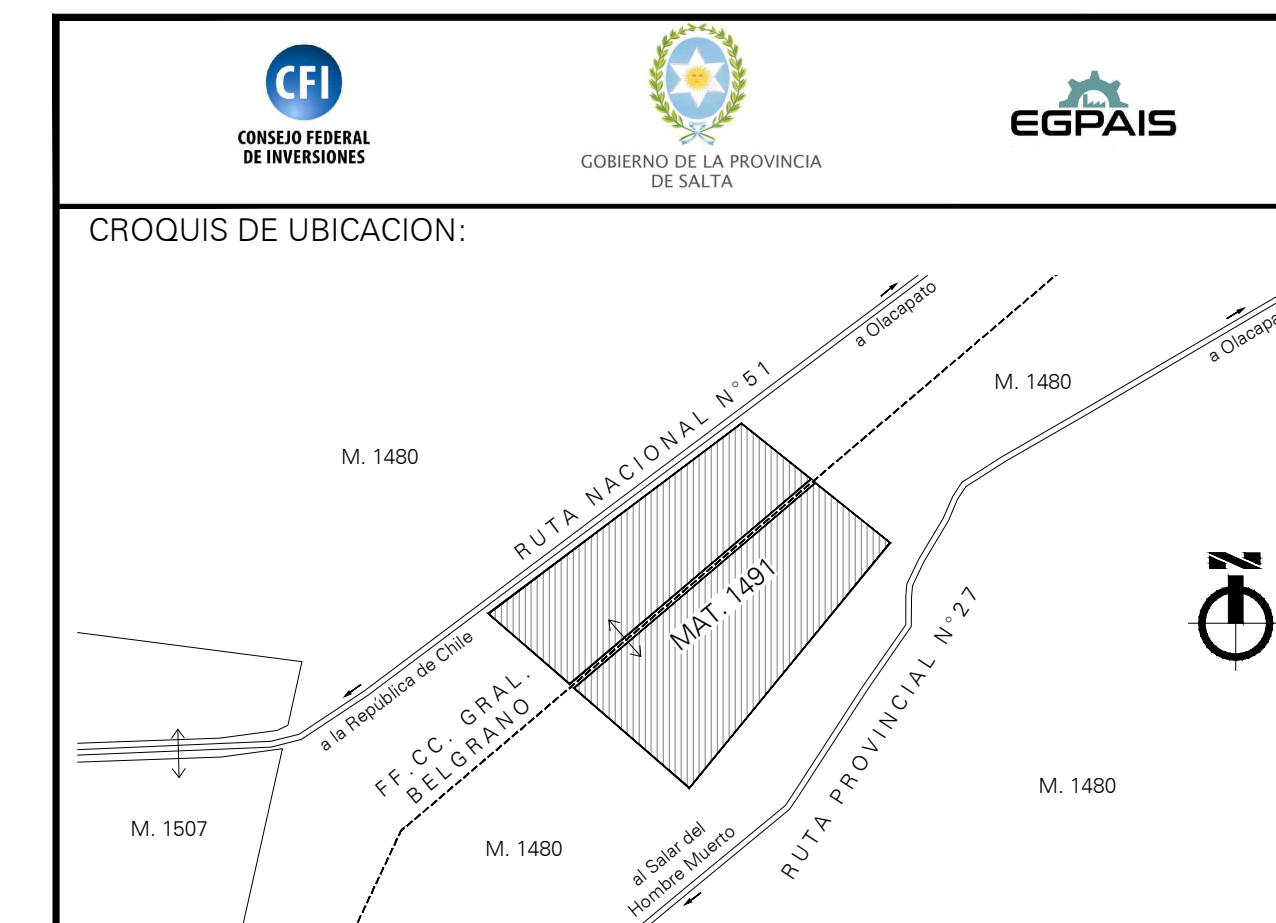 CFI
CONSEJO FEDERAL
DE INVERSIONES
GOBIERNO DE LA PROVINCIA
DE SALTA
EGPAIS
CROQUIS DE UBICACION:
a Olacapato
a Olacapa
RUTA NACIONAL N°51
M. 1480
M. 1480
MAT. 1491
N
a la República de Chile
FF.CC. GRAL.
BELGRANO
RUTA PROVINCIAL N°27
M. 1480
M. 1507
M. 1480
al Salar del
Hombre Muerto